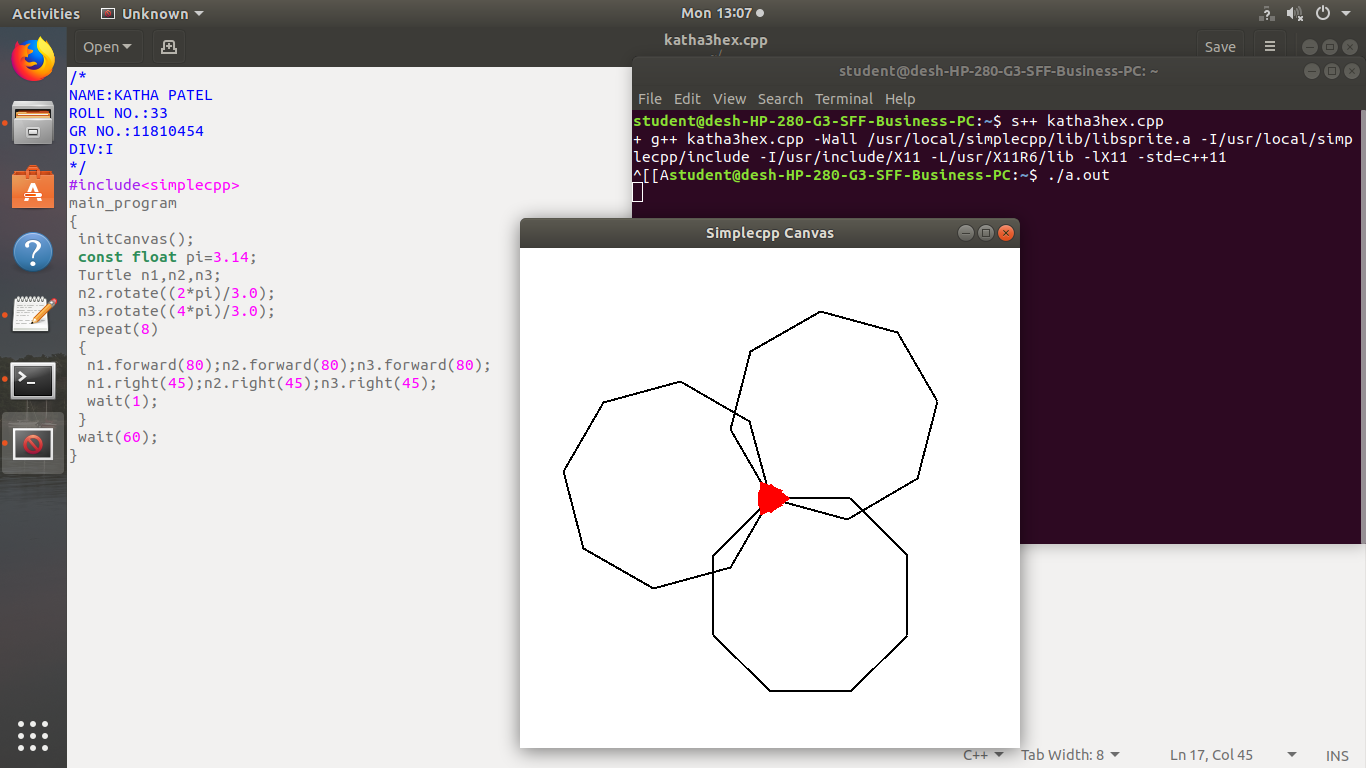 Activities
Unknown
Mon 13:07
Open
katha3hex.cpp
~/
Save
/*
NAME:KATHA PATEL
ROLL NO.:33
GR NO.:11810454
DIV:I
*/
#include<simplecpp>
main_program
{
initCanvas();
const float pi=3.14;
Turtle n1,n2,n3;
n2.rotate((2*pi)/3.0);
n3.rotate((4*pi)/3.0);
repeat(8)
{
n1.forward(80);n2.forward(80);n3.forward(80);
n1.right(45);n2.right(45);n3.right(45);
wait(1);
}
wait(60);
}
student@desh-HP-280-G3-SFF-Business-PC: ~
File Edit View Search Terminal Help
student@desh-HP-280-G3-SFF-Business-PC:~$ s++ katha3hex.cpp
+ g++ katha3hex.cpp -Wall /usr/local/simplecpp/lib/libsprite.a -I/usr/local/simp
lecpp/include -I/usr/include/X11 -L/usr/X11R6/lib -lX11 -std=c++11
^[[Astudent@desh-HP-280-G3-SFF-Business-PC:~$ ./a.out
Simplecpp Canvas
C++ Tab Width: 8 Ln 17, Col 45 INS